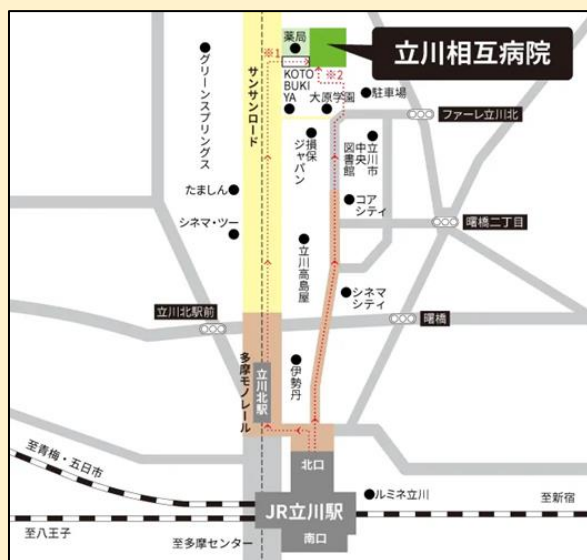 薬局
立川相互病院
※1
※2
KOTO
BUKI
YA
大原学園
駐車場
グリーンスプリングス
サンサンロード
ファーレ立川北
損保
ジャパン
立川市
中央
図書館
たましん
コア
シティ
シネマ・ツー
曙橋二丁目
立川高島屋
シネマ
シティ
立川北駅前
曙橋
多摩モノレール
立川北駅
伊勢丹
至青梅・五日市
北口
ルミネ立川
至新宿
JR立川駅
至八王子
至多摩センター
南口